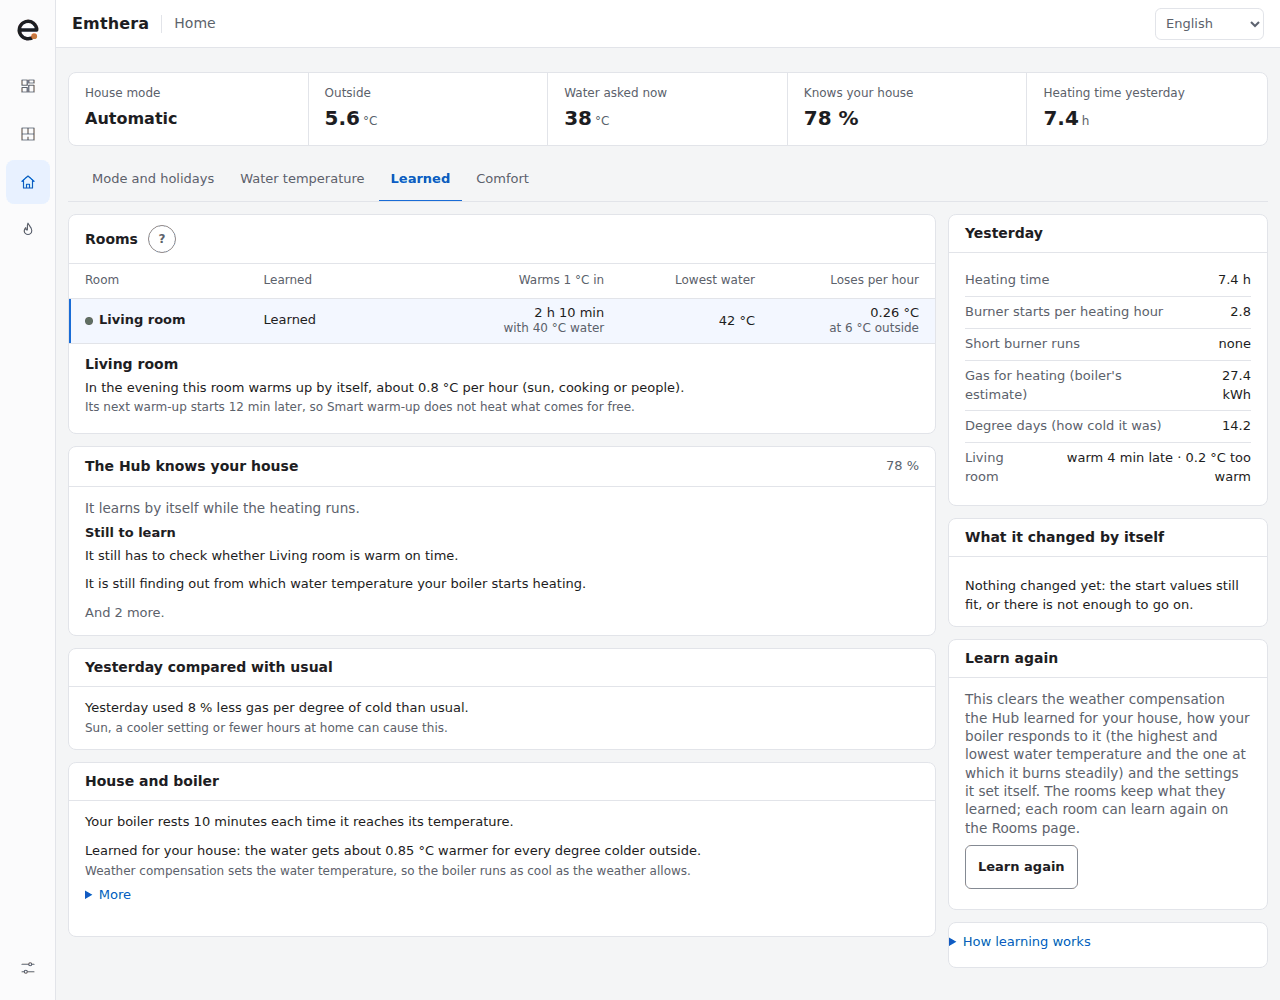 Emthera
Home
English
House mode
Automatic
Outside
5.6 °C
Water asked now
38 °C
Knows your house
78 %
Heating time yesterday
7.4 h
Mode and holidays
Water temperature
Learned
Comfort
Rooms
?
Room
Learned
Warms 1 °C in
Lowest water
Loses per hour
Living room
Learned
2 h 10 min
with 40 °C water
42 °C
0.26 °C
at 6 °C outside
Living room
In the evening this room warms up by itself, about 0.8 °C per hour (sun, cooking or people).
Its next warm-up starts 12 min later, so Smart warm-up does not heat what comes for free.
The Hub knows your house
78 %
It learns by itself while the heating runs.
Still to learn
It still has to check whether Living room is warm on time.
It is still finding out from which water temperature your boiler starts heating.
And 2 more.
Yesterday compared with usual
Yesterday used 8 % less gas per degree of cold than usual.
Sun, a cooler setting or fewer hours at home can cause this.
House and boiler
Your boiler rests 10 minutes each time it reaches its temperature.
Learned for your house: the water gets about 0.85 °C warmer for every degree colder outside.
Weather compensation sets the water temperature, so the boiler runs as cool as the weather allows.
More
Yesterday
Heating time
7.4 h
Burner starts per heating hour
2.8
Short burner runs
none
Gas for heating (boiler's
estimate)
27.4
kWh
Degree days (how cold it was)
14.2
Living
room
warm 4 min late · 0.2 °C too
warm
What it changed by itself
Nothing changed yet: the start values still
fit, or there is not enough to go on.
Learn again
This clears the weather compensation
the Hub learned for your house, how your
boiler responds to it (the highest and
lowest water temperature and the one at
which it burns steadily) and the settings
it set itself. The rooms keep what they
learned; each room can learn again on
the Rooms page.
Learn again
How learning works